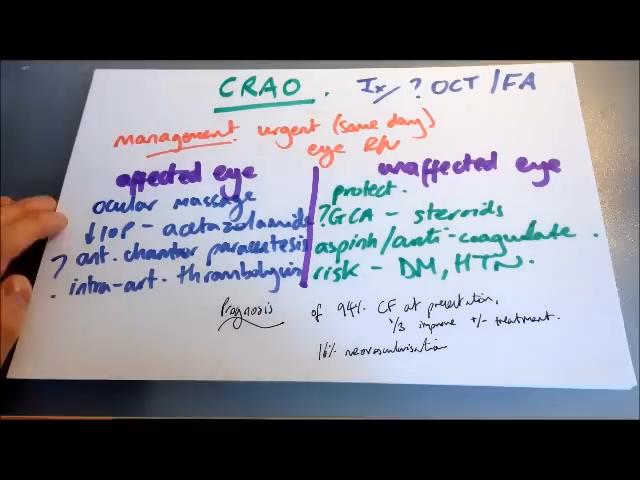 CRAO. Ix/ ? OCT / FA
management urgent (same day)
eye R/V
affected eye
ocular massage
↓ IOP - acetazolamide
? ant. chamber paracetesis
. intra-art. thrombolysis
unaffected eye
protect.
? GCA - steroids
aspirin/anti-coagulate.
risk - DM, HTN.
Prognosis of 94% CF at presentation,
1/3 improve +/- treatment.
16% neovascularisation